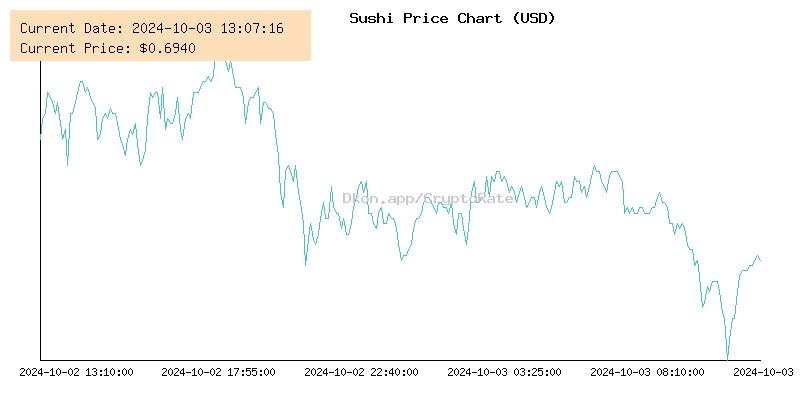 Sushi Price Chart (USD)
Current Date: 2024-10-03 13:07:16
Current Price: $0.6940
Dkon.app/CryptoRate
2024-10-02 13:10:00
2024-10-02 17:55:00
2024-10-02 22:40:00
2024-10-03 03:25:00
2024-10-03 08:10:00
2024-10-03